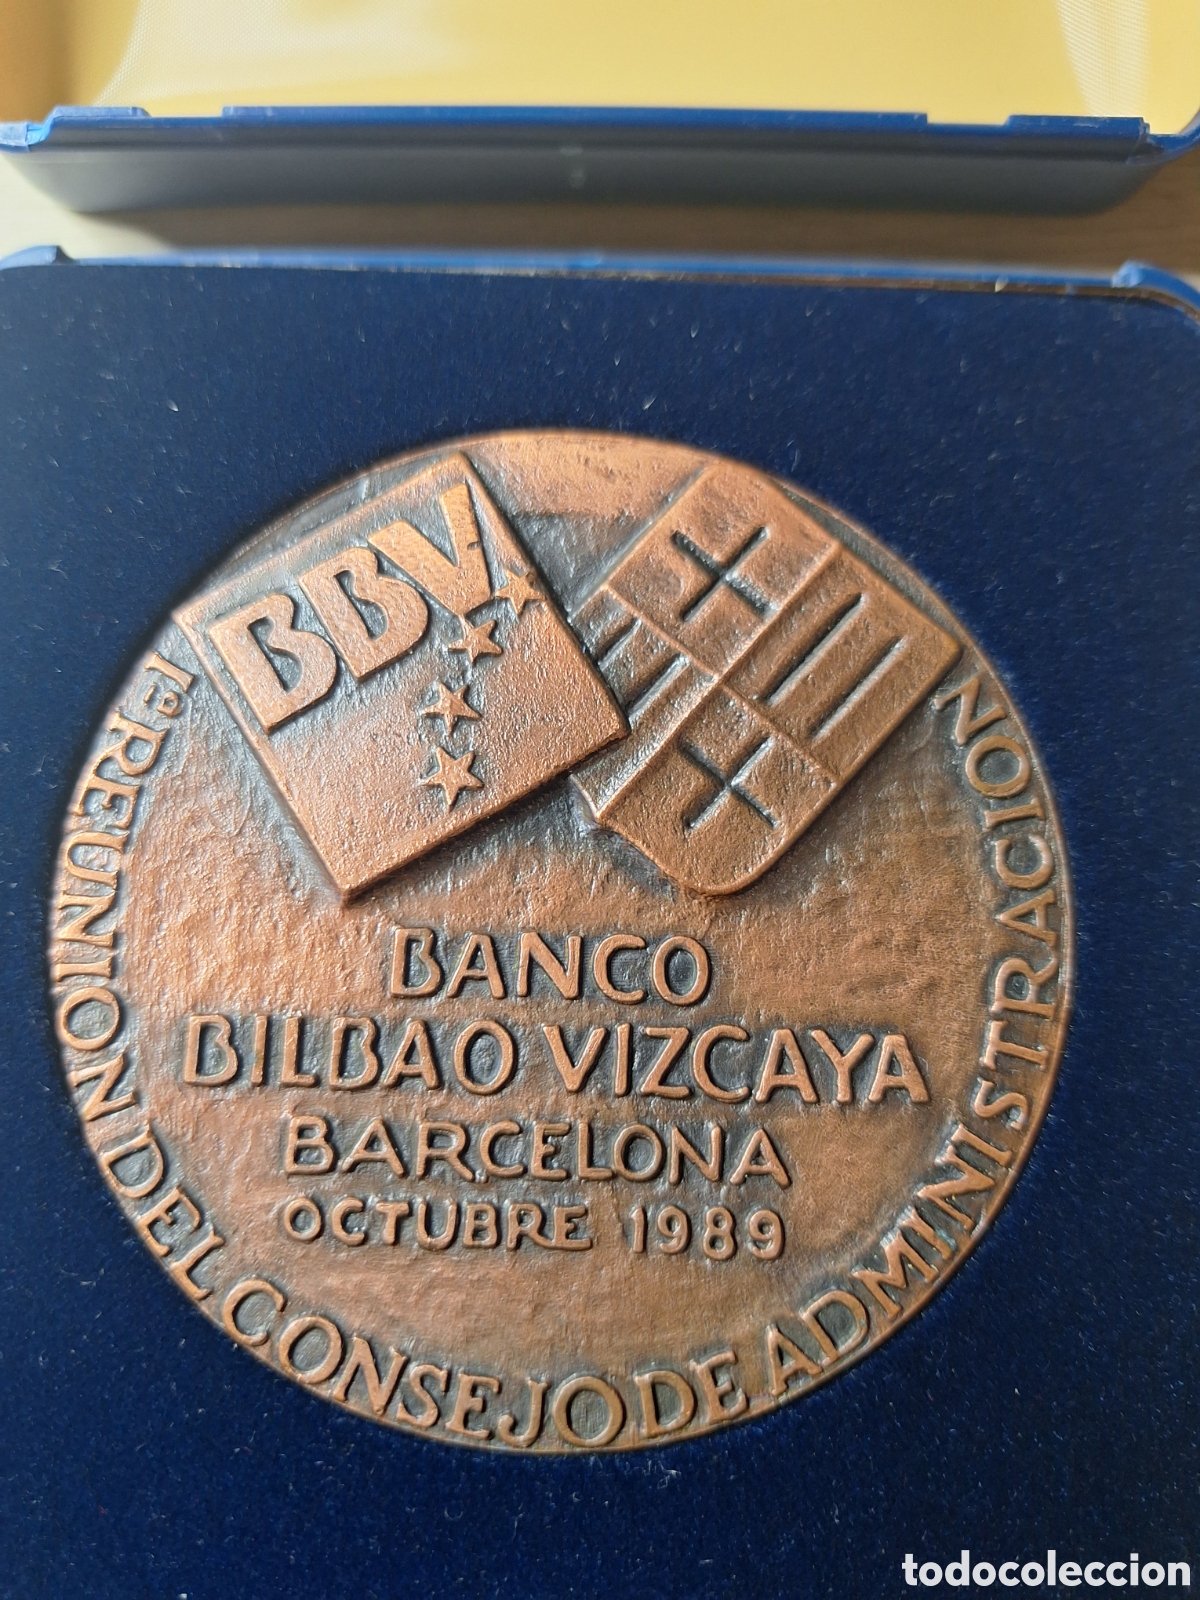 BBV
BANCO
BILBAO VIZCAYA
BARCELONA
OCTUBRE 1989
1ª REUNION DEL CONSEJO DE ADMINISTRACION
todocoleccion